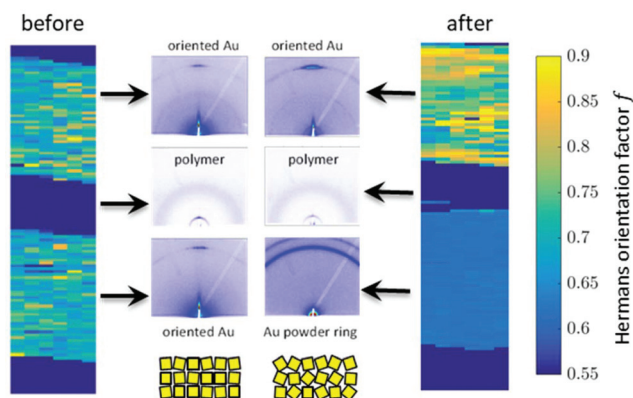 before
after
oriented Au
oriented Au
polymer
polymer
oriented Au
Au powder ring
0.9
0.85
0.8
0.75
0.7
0.65
0.6
0.55
Hermans orientation factor f